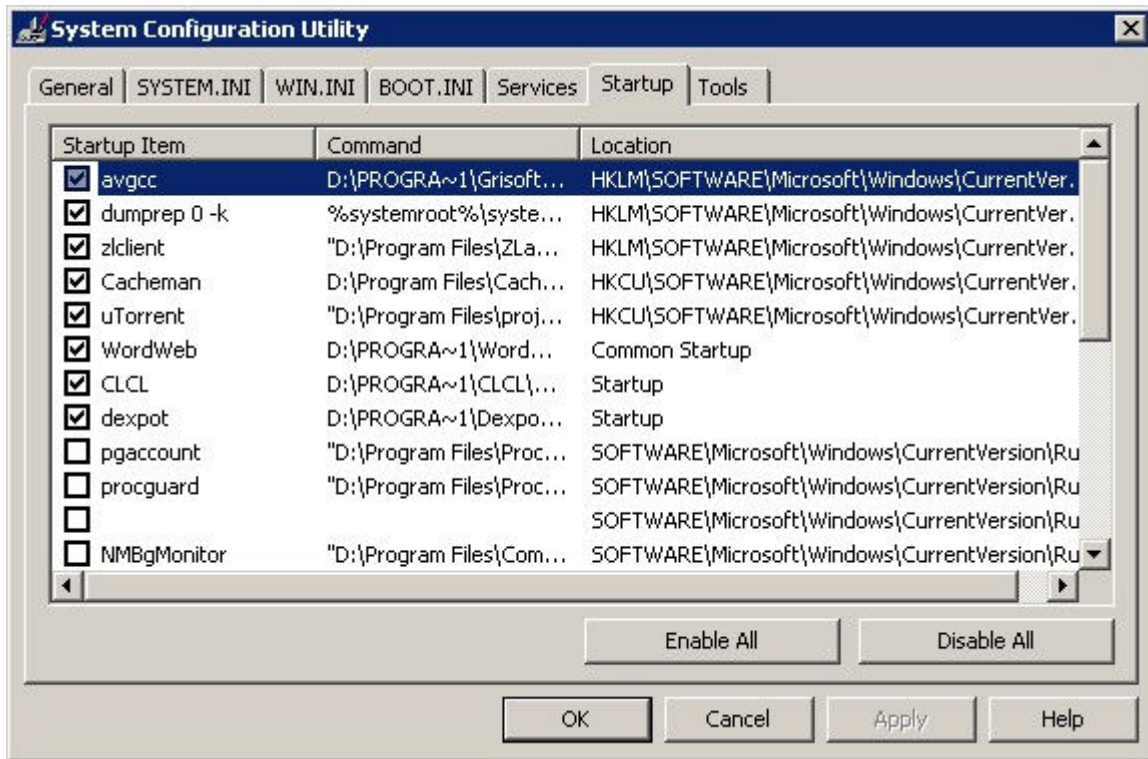 System Configuration Utility
General SYSTEM.INI WIN.INI BOOT.INI Services Startup Tools
Startup Item Command Location
avgcc D:\PROGRA~1\Grisoft... HKLM\SOFTWARE\Microsoft\Windows\CurrentVer.
dumprep 0 -k %systemroot%\syste... HKLM\SOFTWARE\Microsoft\Windows\CurrentVer.
zlclient "D:\Program Files\ZLa... HKLM\SOFTWARE\Microsoft\Windows\CurrentVer.
Cacheman D:\Program Files\Cach... HKCU\SOFTWARE\Microsoft\Windows\CurrentVer.
uTorrent "D:\Program Files\proj... HKCU\SOFTWARE\Microsoft\Windows\CurrentVer.
WordWeb D:\PROGRA~1\Word... Common Startup
CLCL D:\PROGRA~1\CLCL\... Startup
dexpot D:\PROGRA~1\Dexpo... Startup
pgaccount "D:\Program Files\Proc... SOFTWARE\Microsoft\Windows\CurrentVersion\Ru
procguard "D:\Program Files\Proc... SOFTWARE\Microsoft\Windows\CurrentVersion\Ru
SOFTWARE\Microsoft\Windows\CurrentVersion\Ru
NMBgMonitor "D:\Program Files\Com... SOFTWARE\Microsoft\Windows\CurrentVersion\Ru
Enable All Disable All
OK Cancel Apply Help